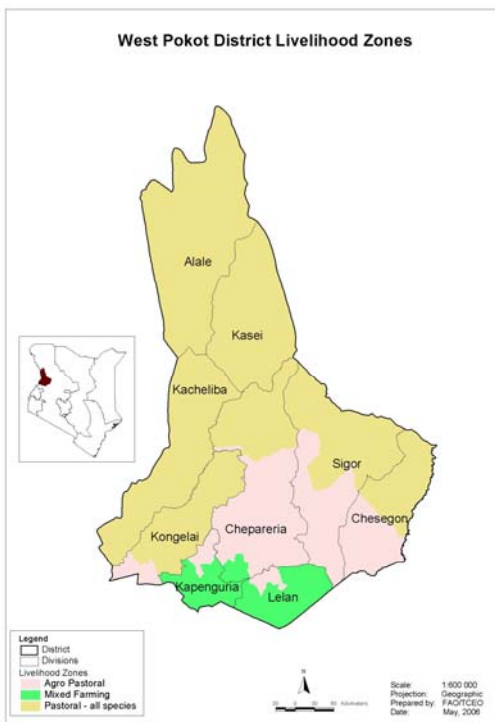 West Pokot District Livelihood Zones
Alale
Kasei
Kacheliba
Sigor
Chesegon
Chepareria
Kongelai
Kapenguria
Lelan
Legend
District
Divisions
Livelihood Zones
Agro Pastoral
Mixed Farming
Pastoral - all species
N
Kilometers
Scale: 1:600 000
Projection: Geographic
Prepared by: FAO/TCEO
Date: May, 2006